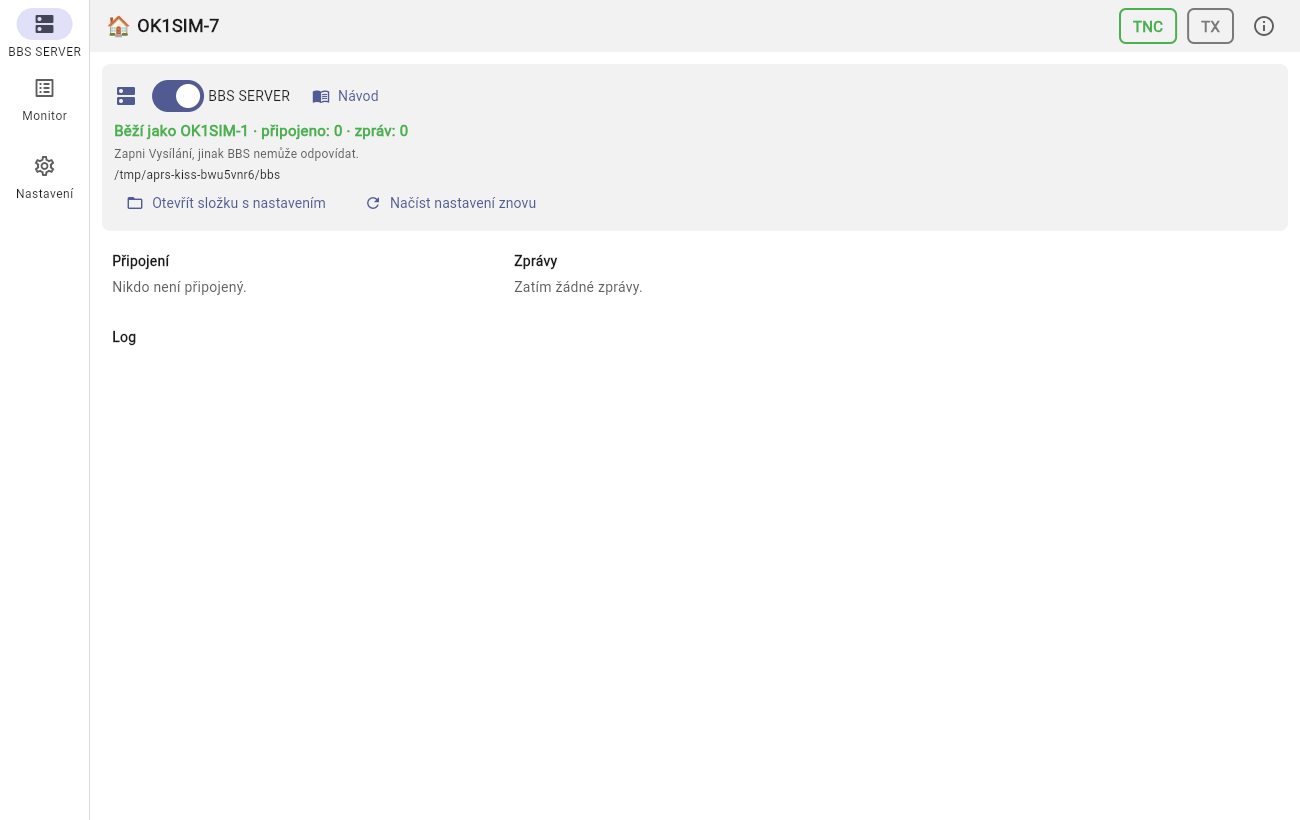 BBS SERVER
Monitor
Nastavení
OK1SIM-7
TNC
TX
BBS SERVER
Návod
Běží jako OK1SIM-1 · připojeno: 0 · zpráv: 0
Zapni Vysílání, jinak BBS nemůže odpovídat.
/tmp/aprs-kiss-bwu5vnr6/bbs
Otevřít složku s nastavením
Načíst nastavení znovu
Připojení
Nikdo není připojený.
Zprávy
Zatím žádné zprávy.
Log